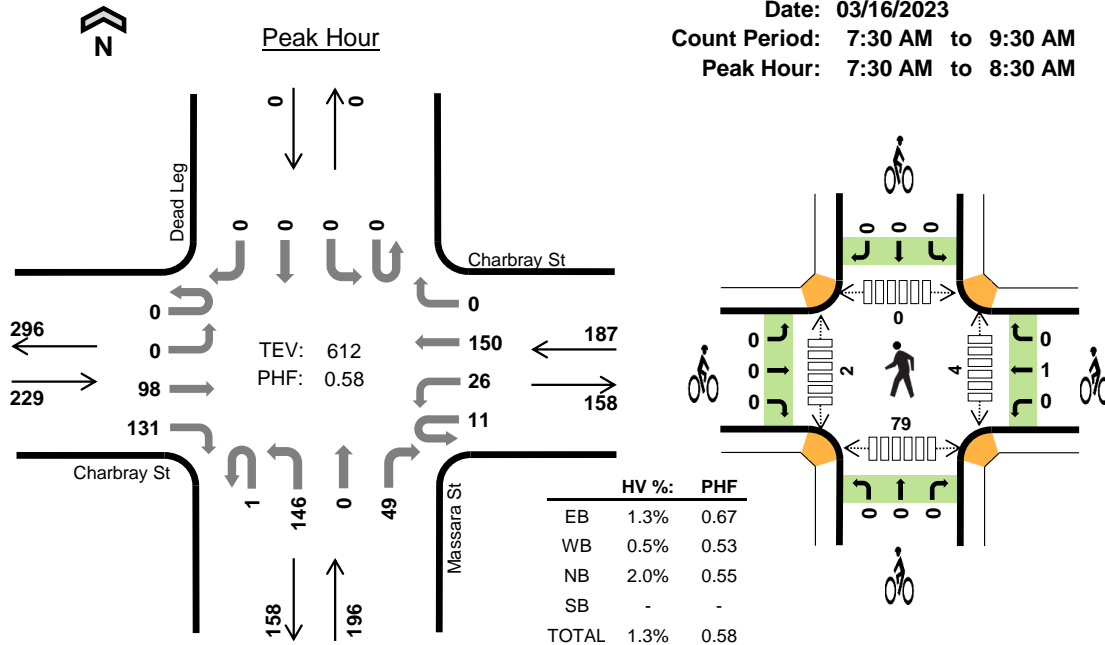 N
Peak Hour
Date: 03/16/2023
Count Period: 7:30 AM to 9:30 AM
Peak Hour: 7:30 AM to 8:30 AM
0 0
Dead Leg
0 0 0 0
Charbray St
0
0
98
131
296
229
TEV: 612
PHF: 0.58
0
150
26
11
187
158
Charbray St
1 146 0 49
Massara St
158 196
0 0 0
0
0
0
0
0
2
4
79
0
1
0
0 0 0
HV %: PHF
EB 1.3% 0.67
WB 0.5% 0.53
NB 2.0% 0.55
SB - -
TOTAL 1.3% 0.58